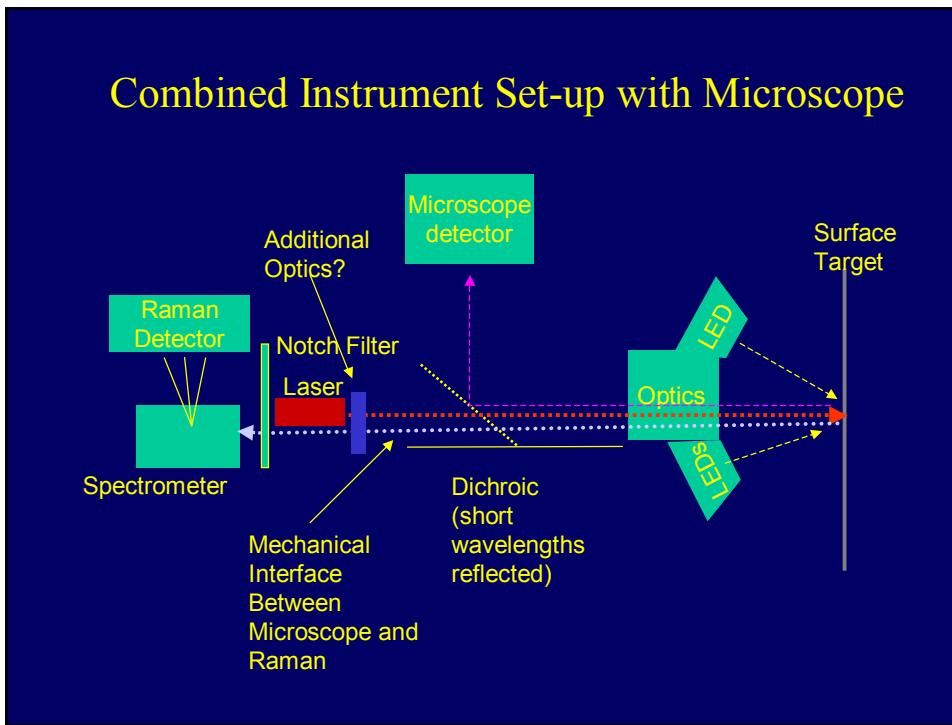 Combined Instrument Set-up with Microscope
Microscope
detector
Additional
Optics?
Surface
Target
Raman
Detector
Notch Filter
Laser
LED
Optics
LEDs
Spectrometer
Dichroic
(short
wavelengths
reflected)
Mechanical
Interface
Between
Microscope and
Raman